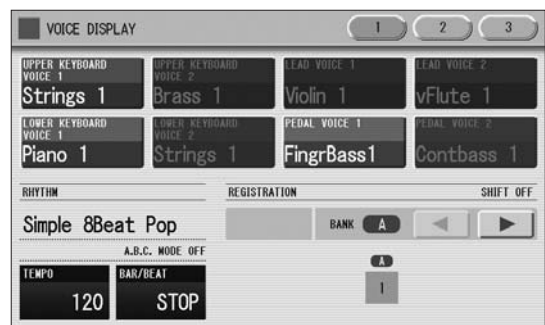 VOICE DISPLAY 1 2 3
UPPER KEYBOARD VOICE 1
Strings 1
UPPER KEYBOARD VOICE 2
Brass 1
LEAD VOICE 1
Violin 1
LEAD VOICE 2
vFlute 1
LOWER KEYBOARD VOICE 1
Piano 1
LOWER KEYBOARD VOICE 2
Strings 1
PEDAL VOICE 1
FingrBass1
PEDAL VOICE 2
Contbass 1
RHYTHM
Simple 8Beat Pop
A.B.C. MODE OFF
TEMPO
120
BAR/BEAT
STOP
REGISTRATION SHIFT OFF
BANK A
A
1